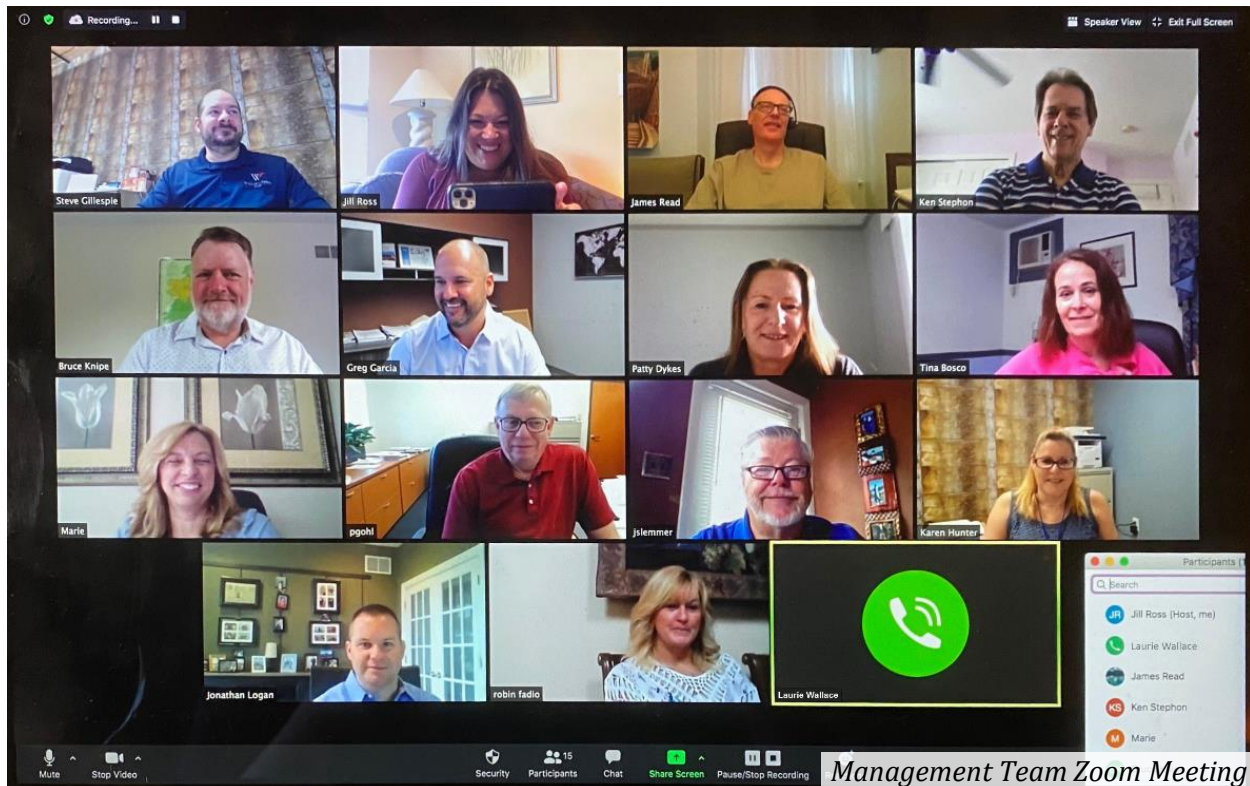 Recording...
Speaker View
Exit Full Screen
Steve Gillespie
Jill Ross
James Read
Ken Stephon
Bruce Knipe
Greg Garcia
Patty Dykes
Tina Bosco
Marie
pgohl
jslemmer
Karen Hunter
Jonathan Logan
robin fadio
Laurie Wallace
Participants (1
Search
JR Jill Ross (Host, me)
Laurie Wallace
James Read
KS Ken Stephon
M Marie
Mute
Stop Video
Security
Participants 15
Chat
Share Screen
Pause/Stop Recording
Management Team Zoom Meeting